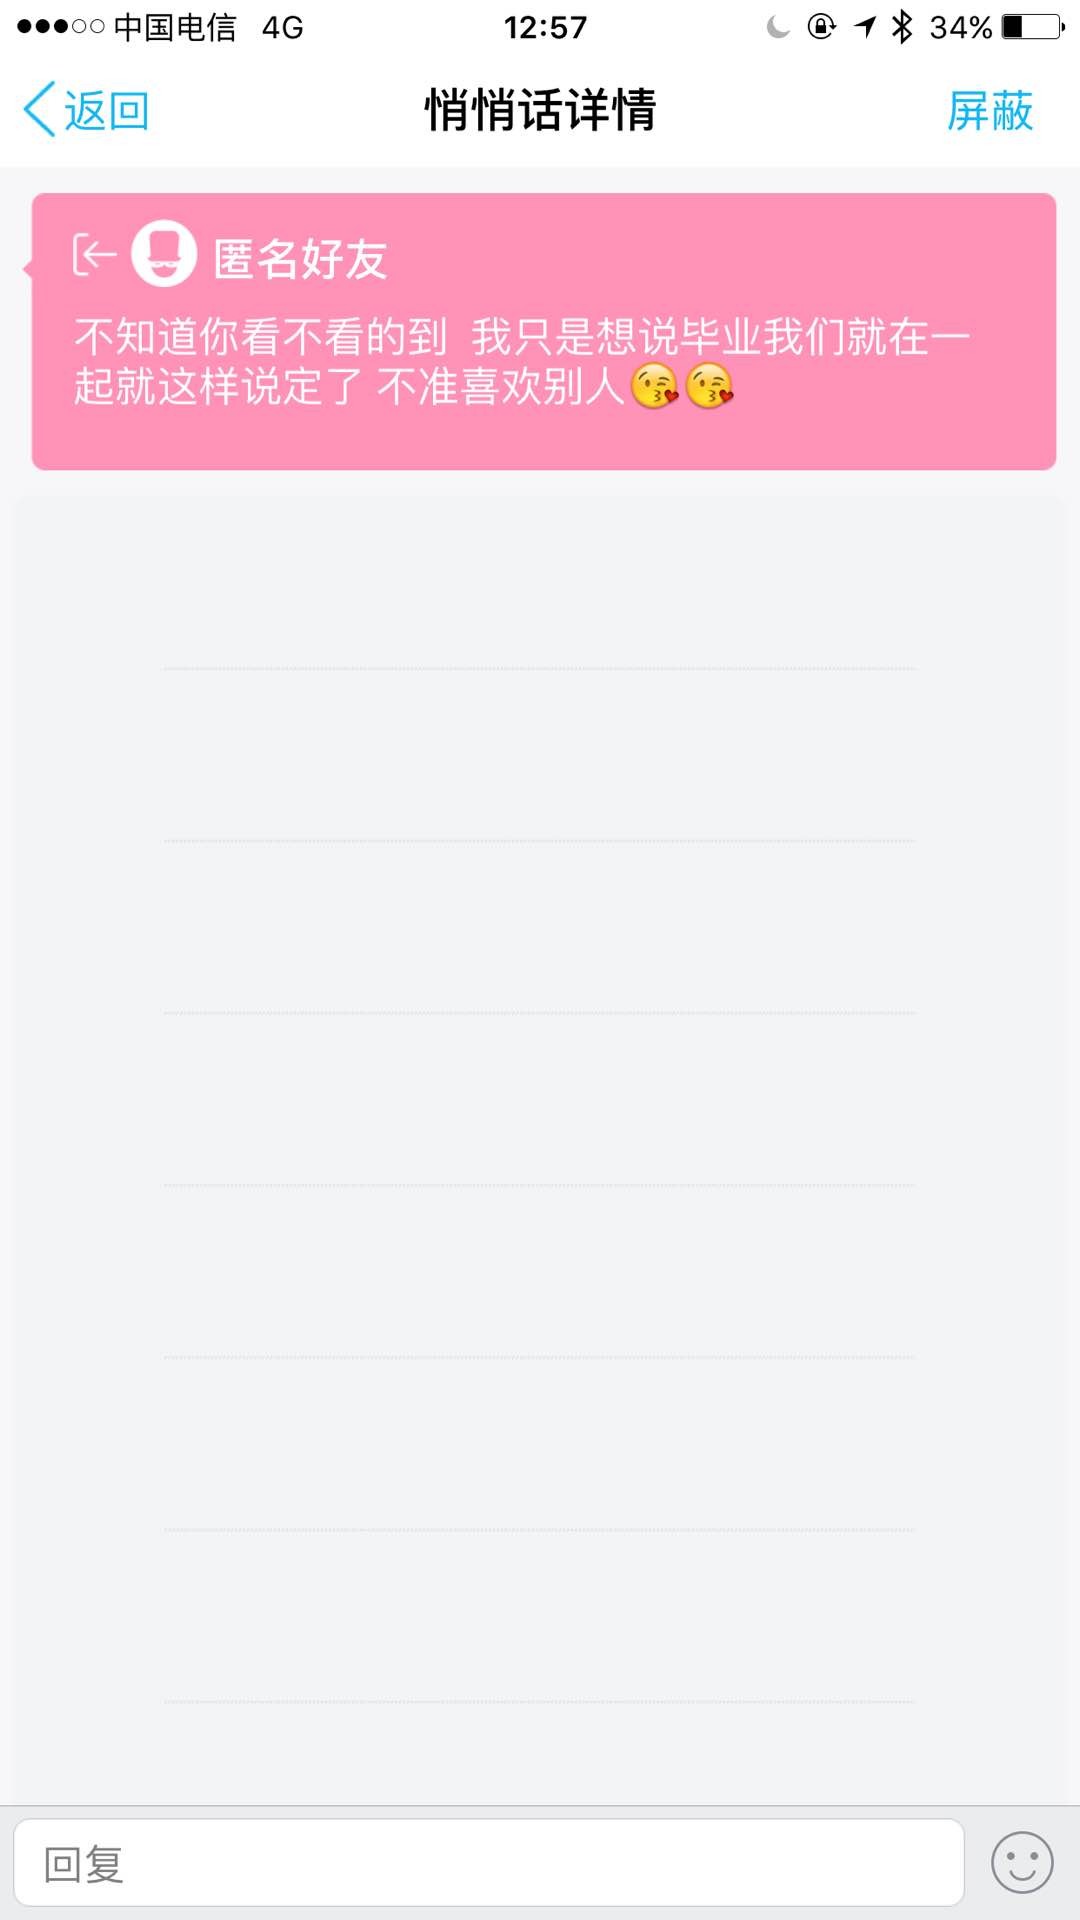 中国电信 4G 12:57 34%
返回 悄悄话详情 屏蔽
匿名好友
不知道你看不看的到 我只是想说毕业我们就在一
起就这样说定了 不准喜欢别人😘😘
回复